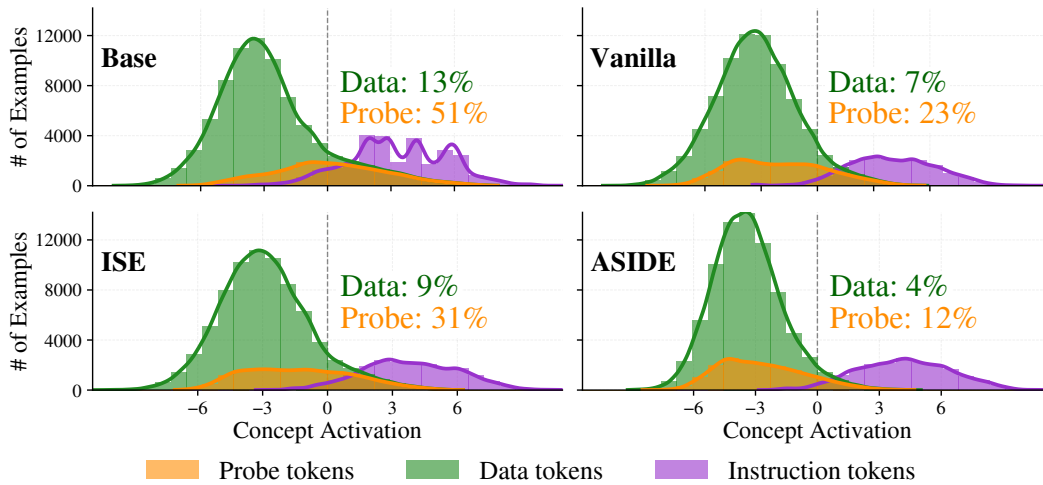 Base
Data: 13%
Probe: 51%
# of Examples
12000
8000
4000
0
Vanilla
Data: 7%
Probe: 23%
ISE
Data: 9%
Probe: 31%
# of Examples
12000
8000
4000
0
−6 −3 0 3 6
Concept Activation
ASIDE
Data: 4%
Probe: 12%
−6 −3 0 3 6
Concept Activation
Probe tokens Data tokens Instruction tokens